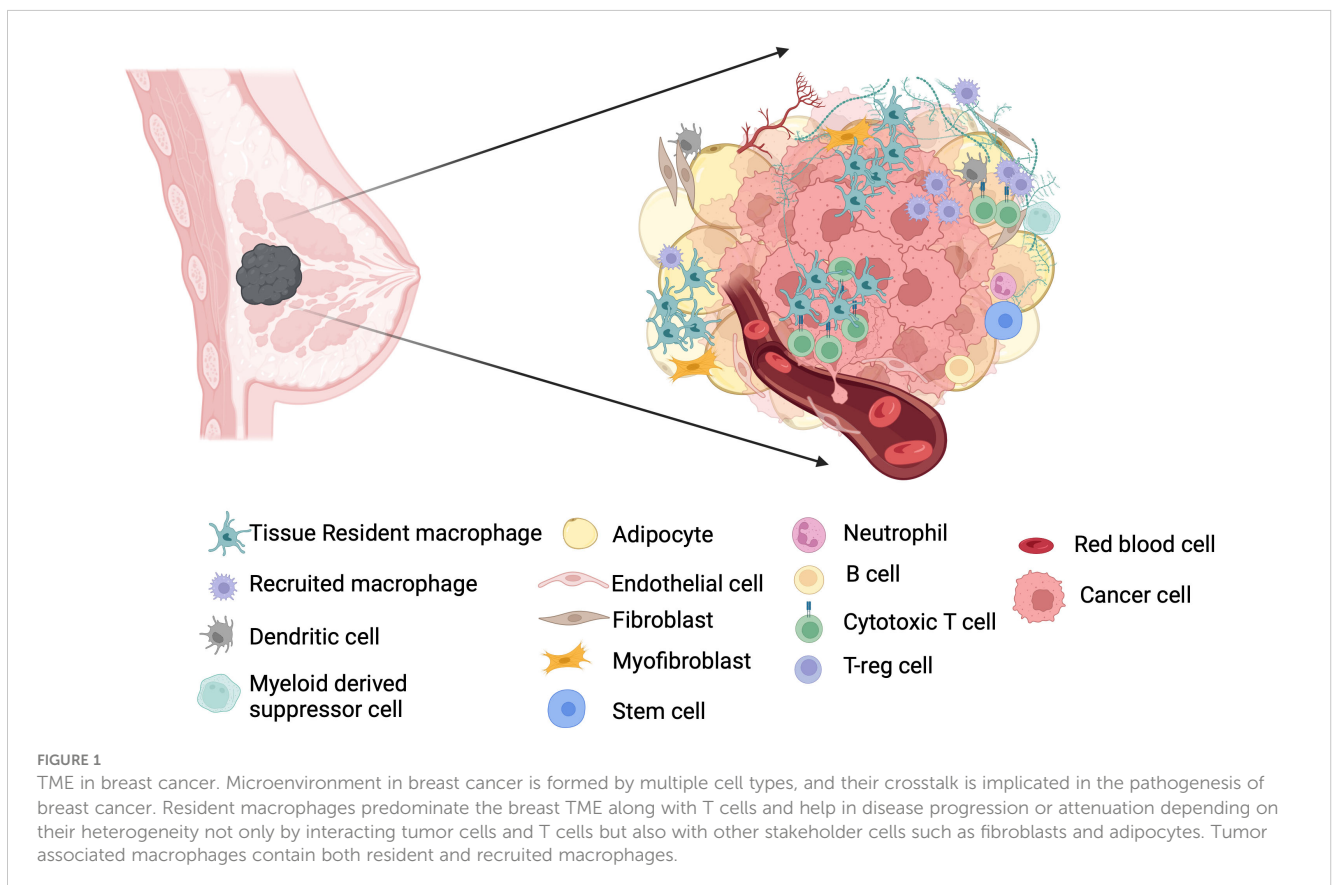 Tissue Resident macrophage
Recruited macrophage
Dendritic cell
Myeloid derived
suppressor cell
Adipocyte
Endothelial cell
Fibroblast
Myofibroblast
Stem cell
Neutrophil
B cell
Cytotoxic T cell
T-reg cell
Red blood cell
Cancer cell
FIGURE 1
TME in breast cancer. Microenvironment in breast cancer is formed by multiple cell types, and their crosstalk is implicated in the pathogenesis of
breast cancer. Resident macrophages predominate the breast TME along with T cells and help in disease progression or attenuation depending on
their heterogeneity not only by interacting tumor cells and T cells but also with other stakeholder cells such as fibroblasts and adipocytes. Tumor
associated macrophages contain both resident and recruited macrophages.